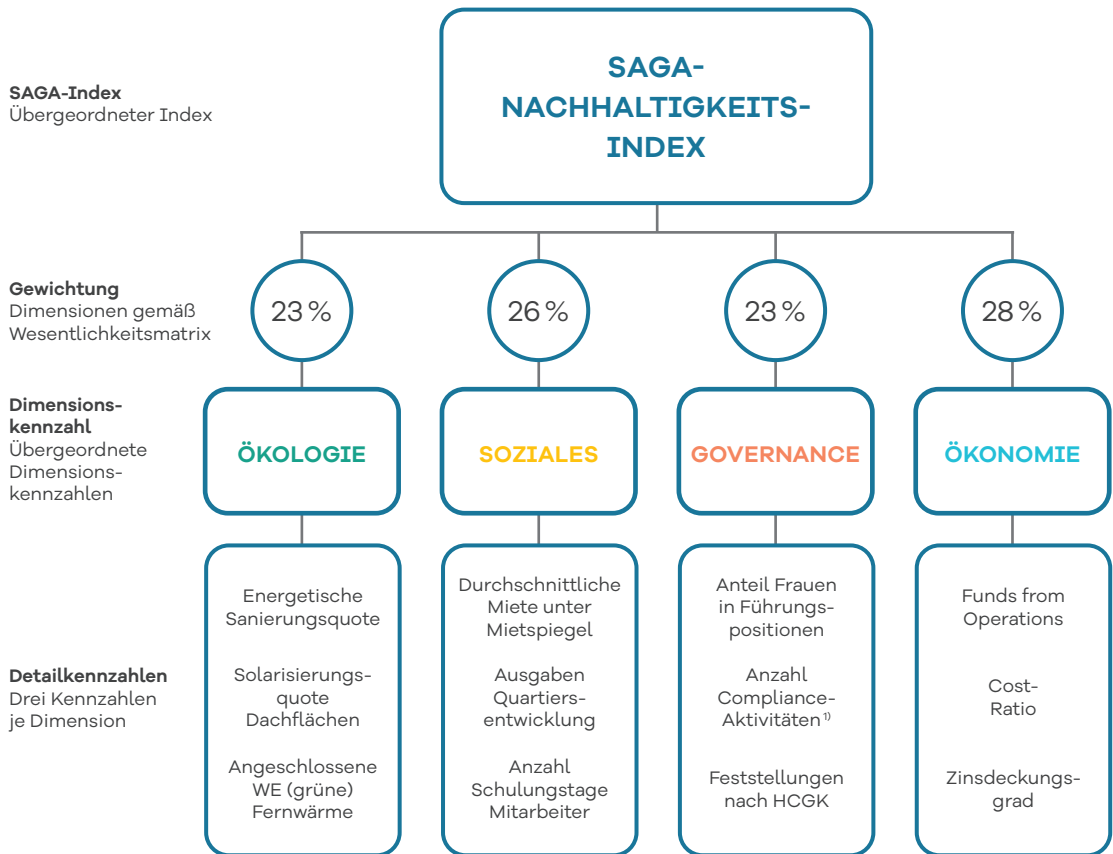 SAGA-
NACHHALTIGKEITS-
INDEX
SAGA-Index
Übergeordneter Index
Gewichtung
Dimensionen gemäß
Wesentlichkeitsmatrix
23 %
26 %
23 %
28 %
Dimensions-
kennzahl
Übergeordnete
Dimensions-
kennzahlen
ÖKOLOGIE
SOZIALES
GOVERNANCE
ÖKONOMIE
Detailkennzahlen
Drei Kennzahlen
je Dimension
Energetische
Sanierungsquote
Solarisierungs-
quote
Dachflächen
Angeschlossene
WE (grüne)
Fernwärme
Durchschnittliche
Miete unter
Mietspiegel
Ausgaben
Quartiers-
entwicklung
Anzahl
Schulungstage
Mitarbeiter
Anteil Frauen
in Führungs-
positionen
Anzahl
Compliance-
Aktivitäten 1)
Feststellungen
nach HCGK
Funds from
Operations
Cost-
Ratio
Zinsdeckungs-
grad